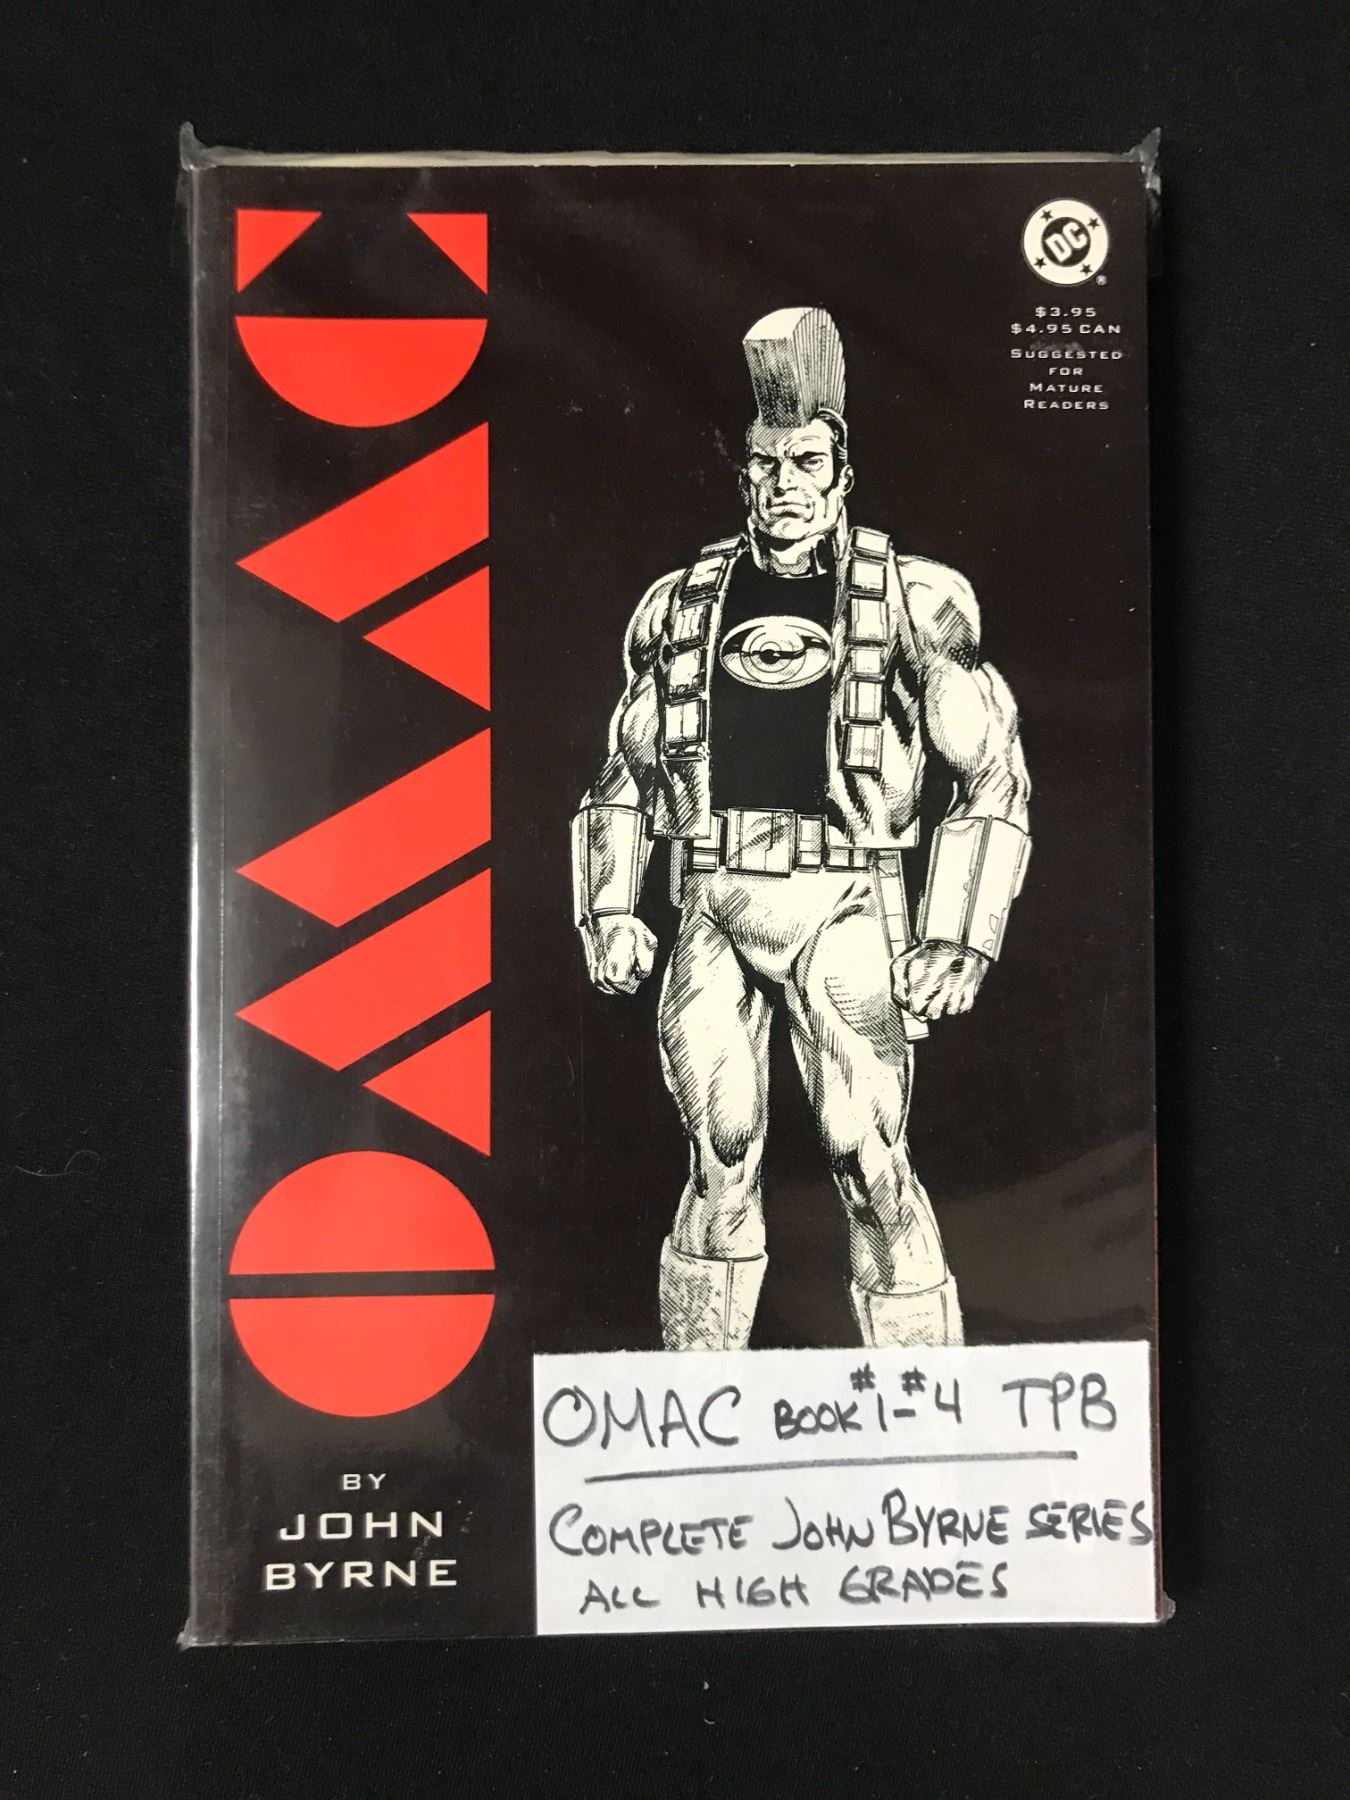 OMAC
DC
®
$3.95
$4.95 CAN
SUGGESTED
FOR
MATURE
READERS
BY
JOHN
BYRNE
OMAC BOOK #1-#4 TPB
COMPLETE JOHN BYRNE SERIES
ALL HIGH GRADES